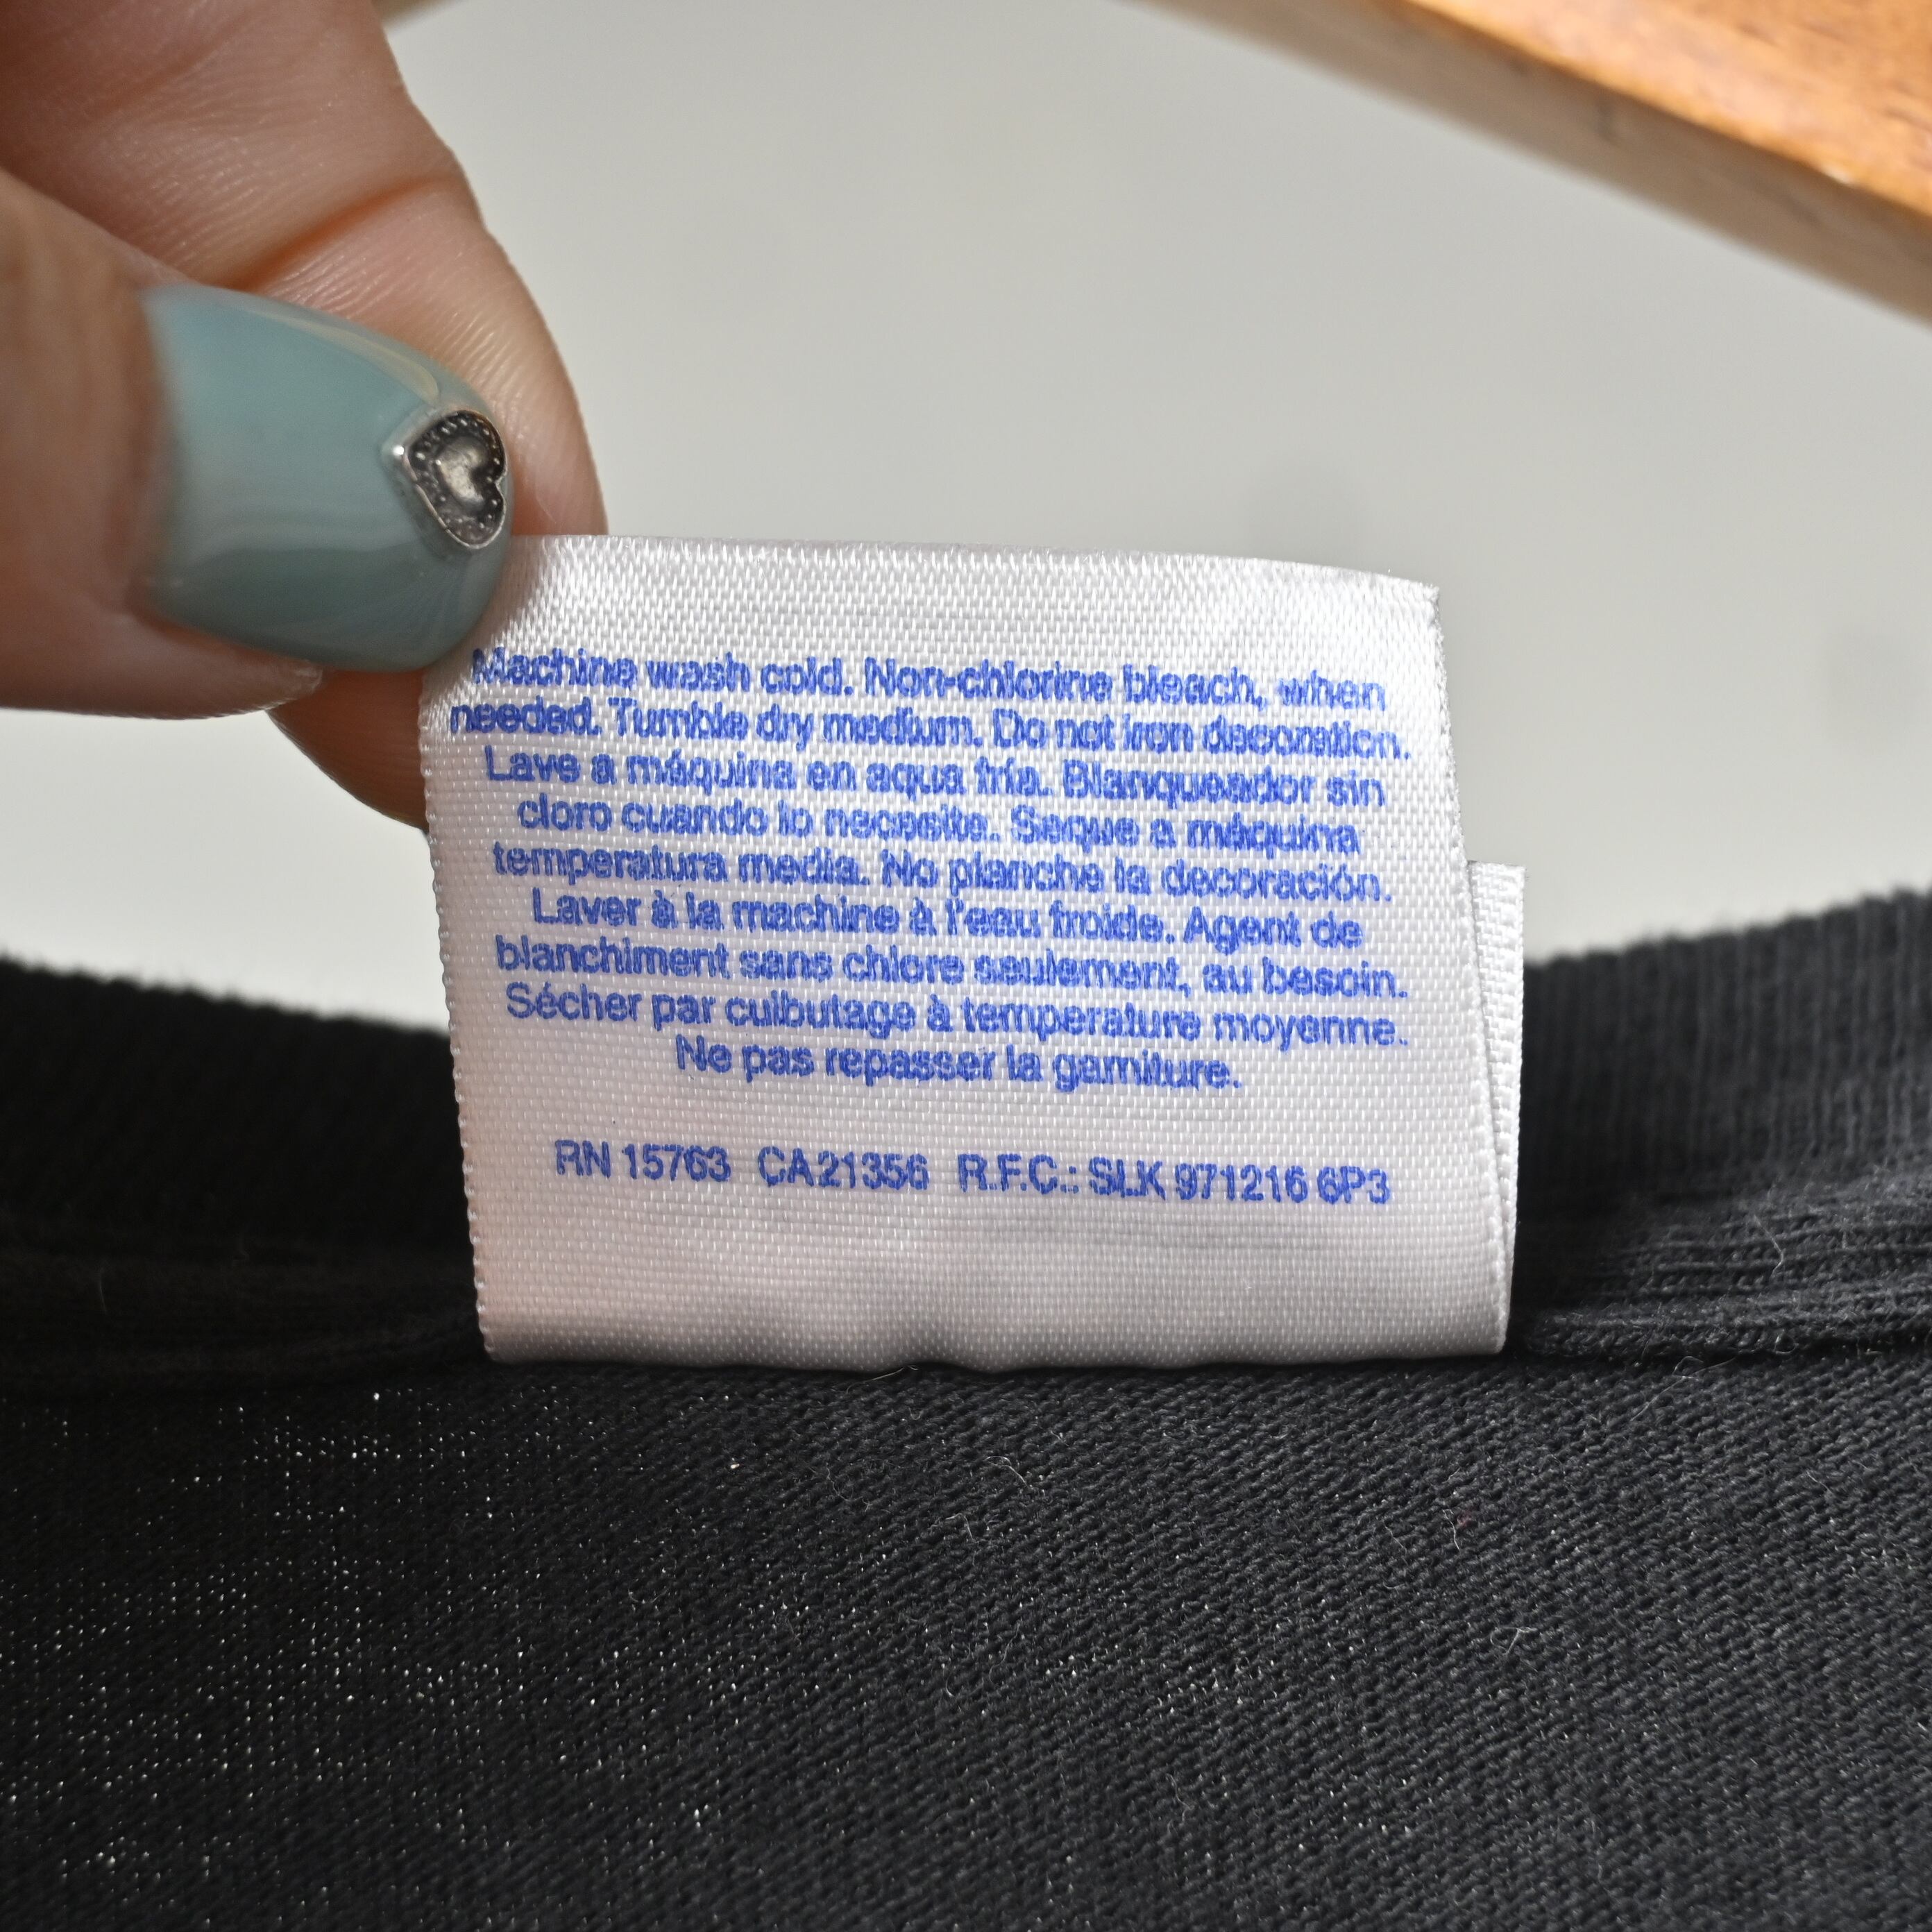 Machine wash cold. Non-chlorine bleach, when
needed. Tumble dry medium. Do not iron decoration.
Lave a máquina en aqua fría. Blanqueador sin
cloro cuando lo necesite. Seque a máquina
temperatura media. No planche la decoración.
Laver à la machine à l'eau froide. Agent de
blanchiment sans chlore seulement, au besoin.
Sécher par culbutage à température moyenne.
Ne pas repasser la garniture.
RN 15763 CA21356 R.F.C.: SLK 971216 6P3